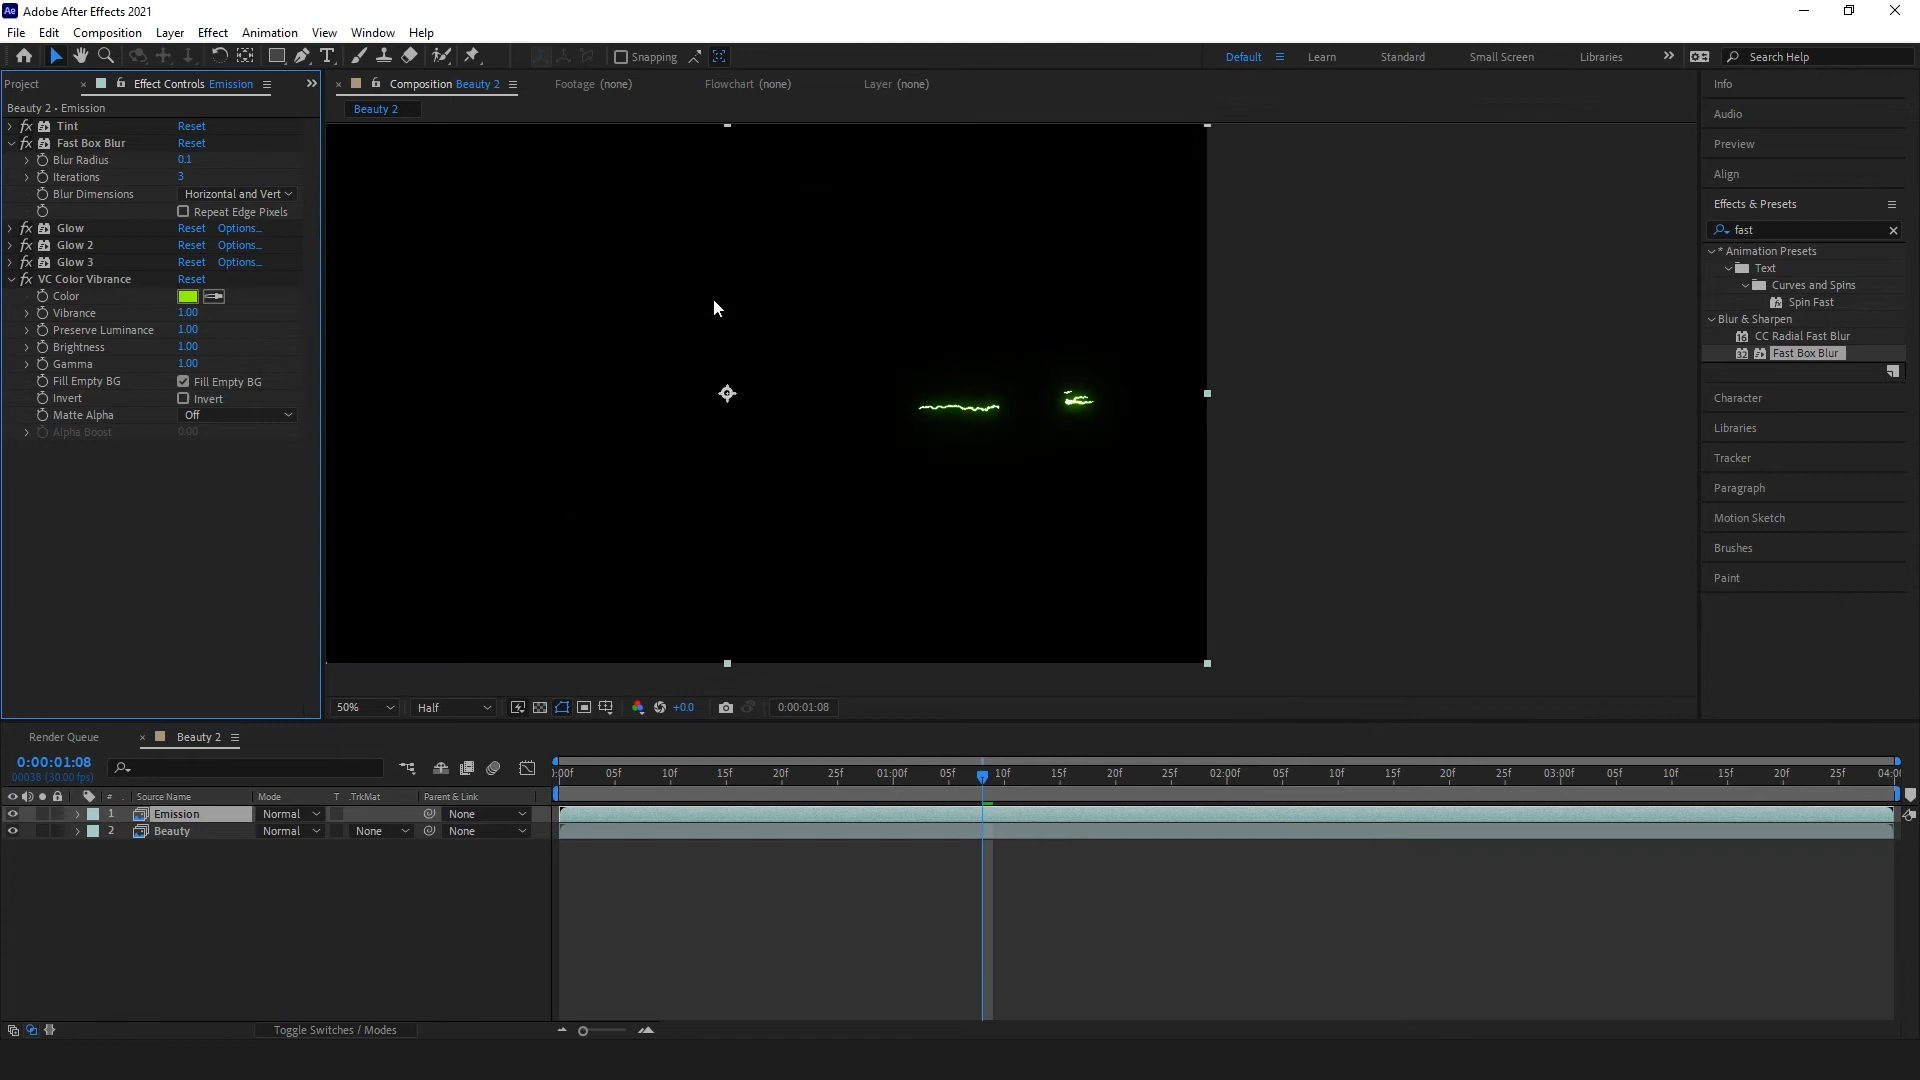 Ae Adobe After Effects 2021
File Edit Composition Layer Effect Animation View Window Help
Snapping Default Learn Standard Small Screen Libraries Search Help
Project Effect Controls Emission
Composition Beauty 2 Footage (none) Flowchart (none) Layer (none)
Beauty 2 • Emission
Beauty 2
fx Tint Reset
fx Fast Box Blur Reset
Blur Radius 0.1
Iterations 3
Blur Dimensions Horizontal and Vert
Repeat Edge Pixels
fx Glow Reset Options...
fx Glow 2 Reset Options...
fx Glow 3 Reset Options...
fx VC Color Vibrance Reset
Color
Vibrance 1.00
Preserve Luminance 1.00
Brightness 1.00
Gamma 1.00
Fill Empty BG Fill Empty BG
Invert Invert
Matte Alpha Off
Alpha Boost 0.00
50% Half +0.0 0:00:01:08
Info
Audio
Preview
Align
Effects & Presets
fast
* Animation Presets
Text
Curves and Spins
Spin Fast
Blur & Sharpen
16 CC Radial Fast Blur
32 Fast Box Blur
Character
Libraries
Tracker
Paragraph
Motion Sketch
Brushes
Paint
Render Queue Beauty 2
0:00:01:08
00038 (30.00 fps)
):00f 05f 10f 15f 20f 25f 01:00f 05f 10f 15f 20f 25f 02:00f 05f 10f 15f 20f 25f 03:00f 05f 10f 15f 20f 25f 04:0
# Source Name Mode T .TrkMat Parent & Link
1 Emission Normal None
2 Beauty Normal None None
Toggle Switches / Modes